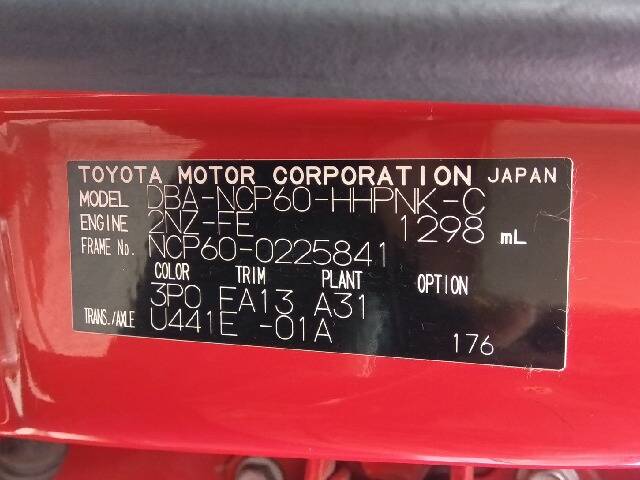 TOYOTA MOTOR CORPORATION JAPAN
MODEL DBA-NCP60-HHPNK-C
ENGINE 2NZ-FE 1298 mL
FRAME No. NCP60-0225841
COLOR TRIM PLANT OPTION
3P0 FA13 A31
TRANS./AXLE U441E -01A
176